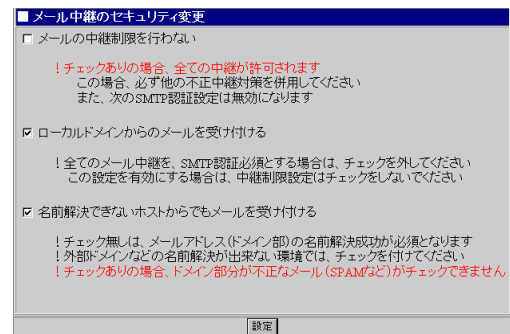 ■ メール中継のセキュリティ変更
メールの中継制限を行わない
！チェックありの場合、全ての中継が許可されます
この場合、必ず他の不正中継対策を併用してください
また、次のSMTP認証設定は無効になります
ローカルドメインからのメールを受け付ける
！全てのメール中継を、SMTP認証必須とする場合は、チェックを外してください
この設定を有効にする場合は、中継制限設定はチェックをしないでください
名前解決できないホストからでもメールを受け付ける
！チェック無しは、メールアドレス(ドメイン部)の名前解決成功が必須となります
！外部ドメインなどの名前解決が出来ない環境では、チェックを付けてください
！チェックありの場合、ドメイン部分が不正なメール(SPAMなど)がチェックできません
設定